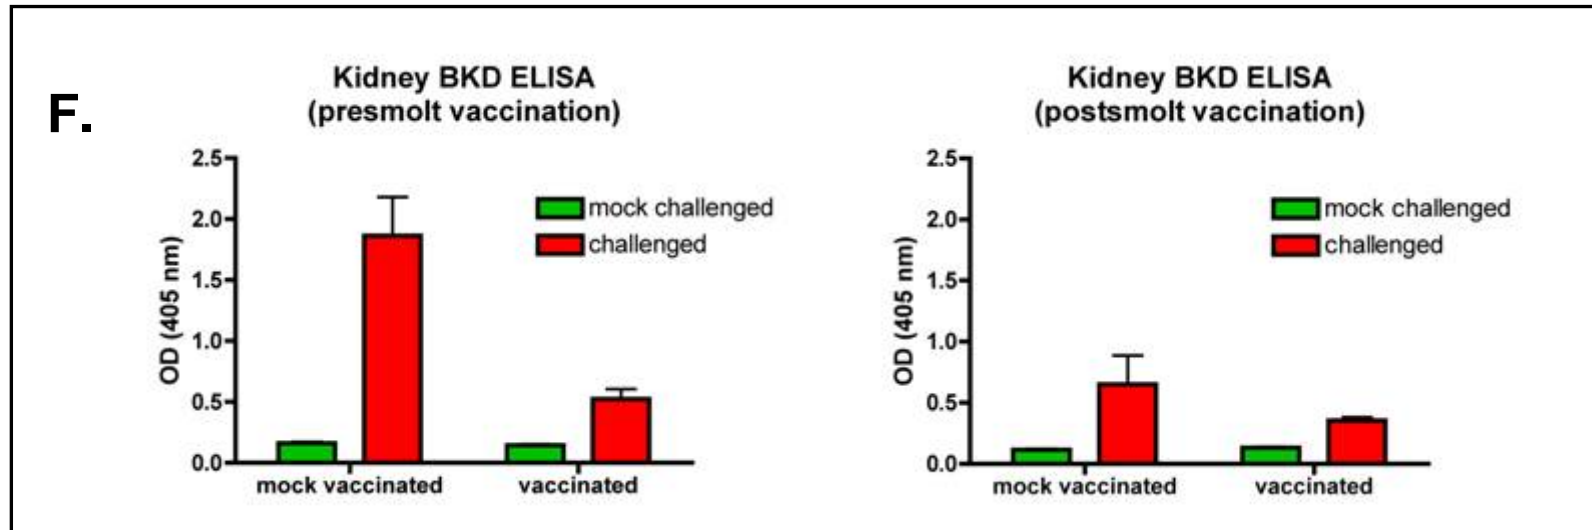 F.
Kidney BKD ELISA
(presmolt vaccination)
2.5
2.0
1.5
1.0
0.5
0.0
OD (405 nm)
mock challenged
challenged
mock vaccinated
vaccinated
Kidney BKD ELISA
(postsmolt vaccination)
2.5
2.0
1.5
1.0
0.5
0.0
OD (405 nm)
mock challenged
challenged
mock vaccinated
vaccinated